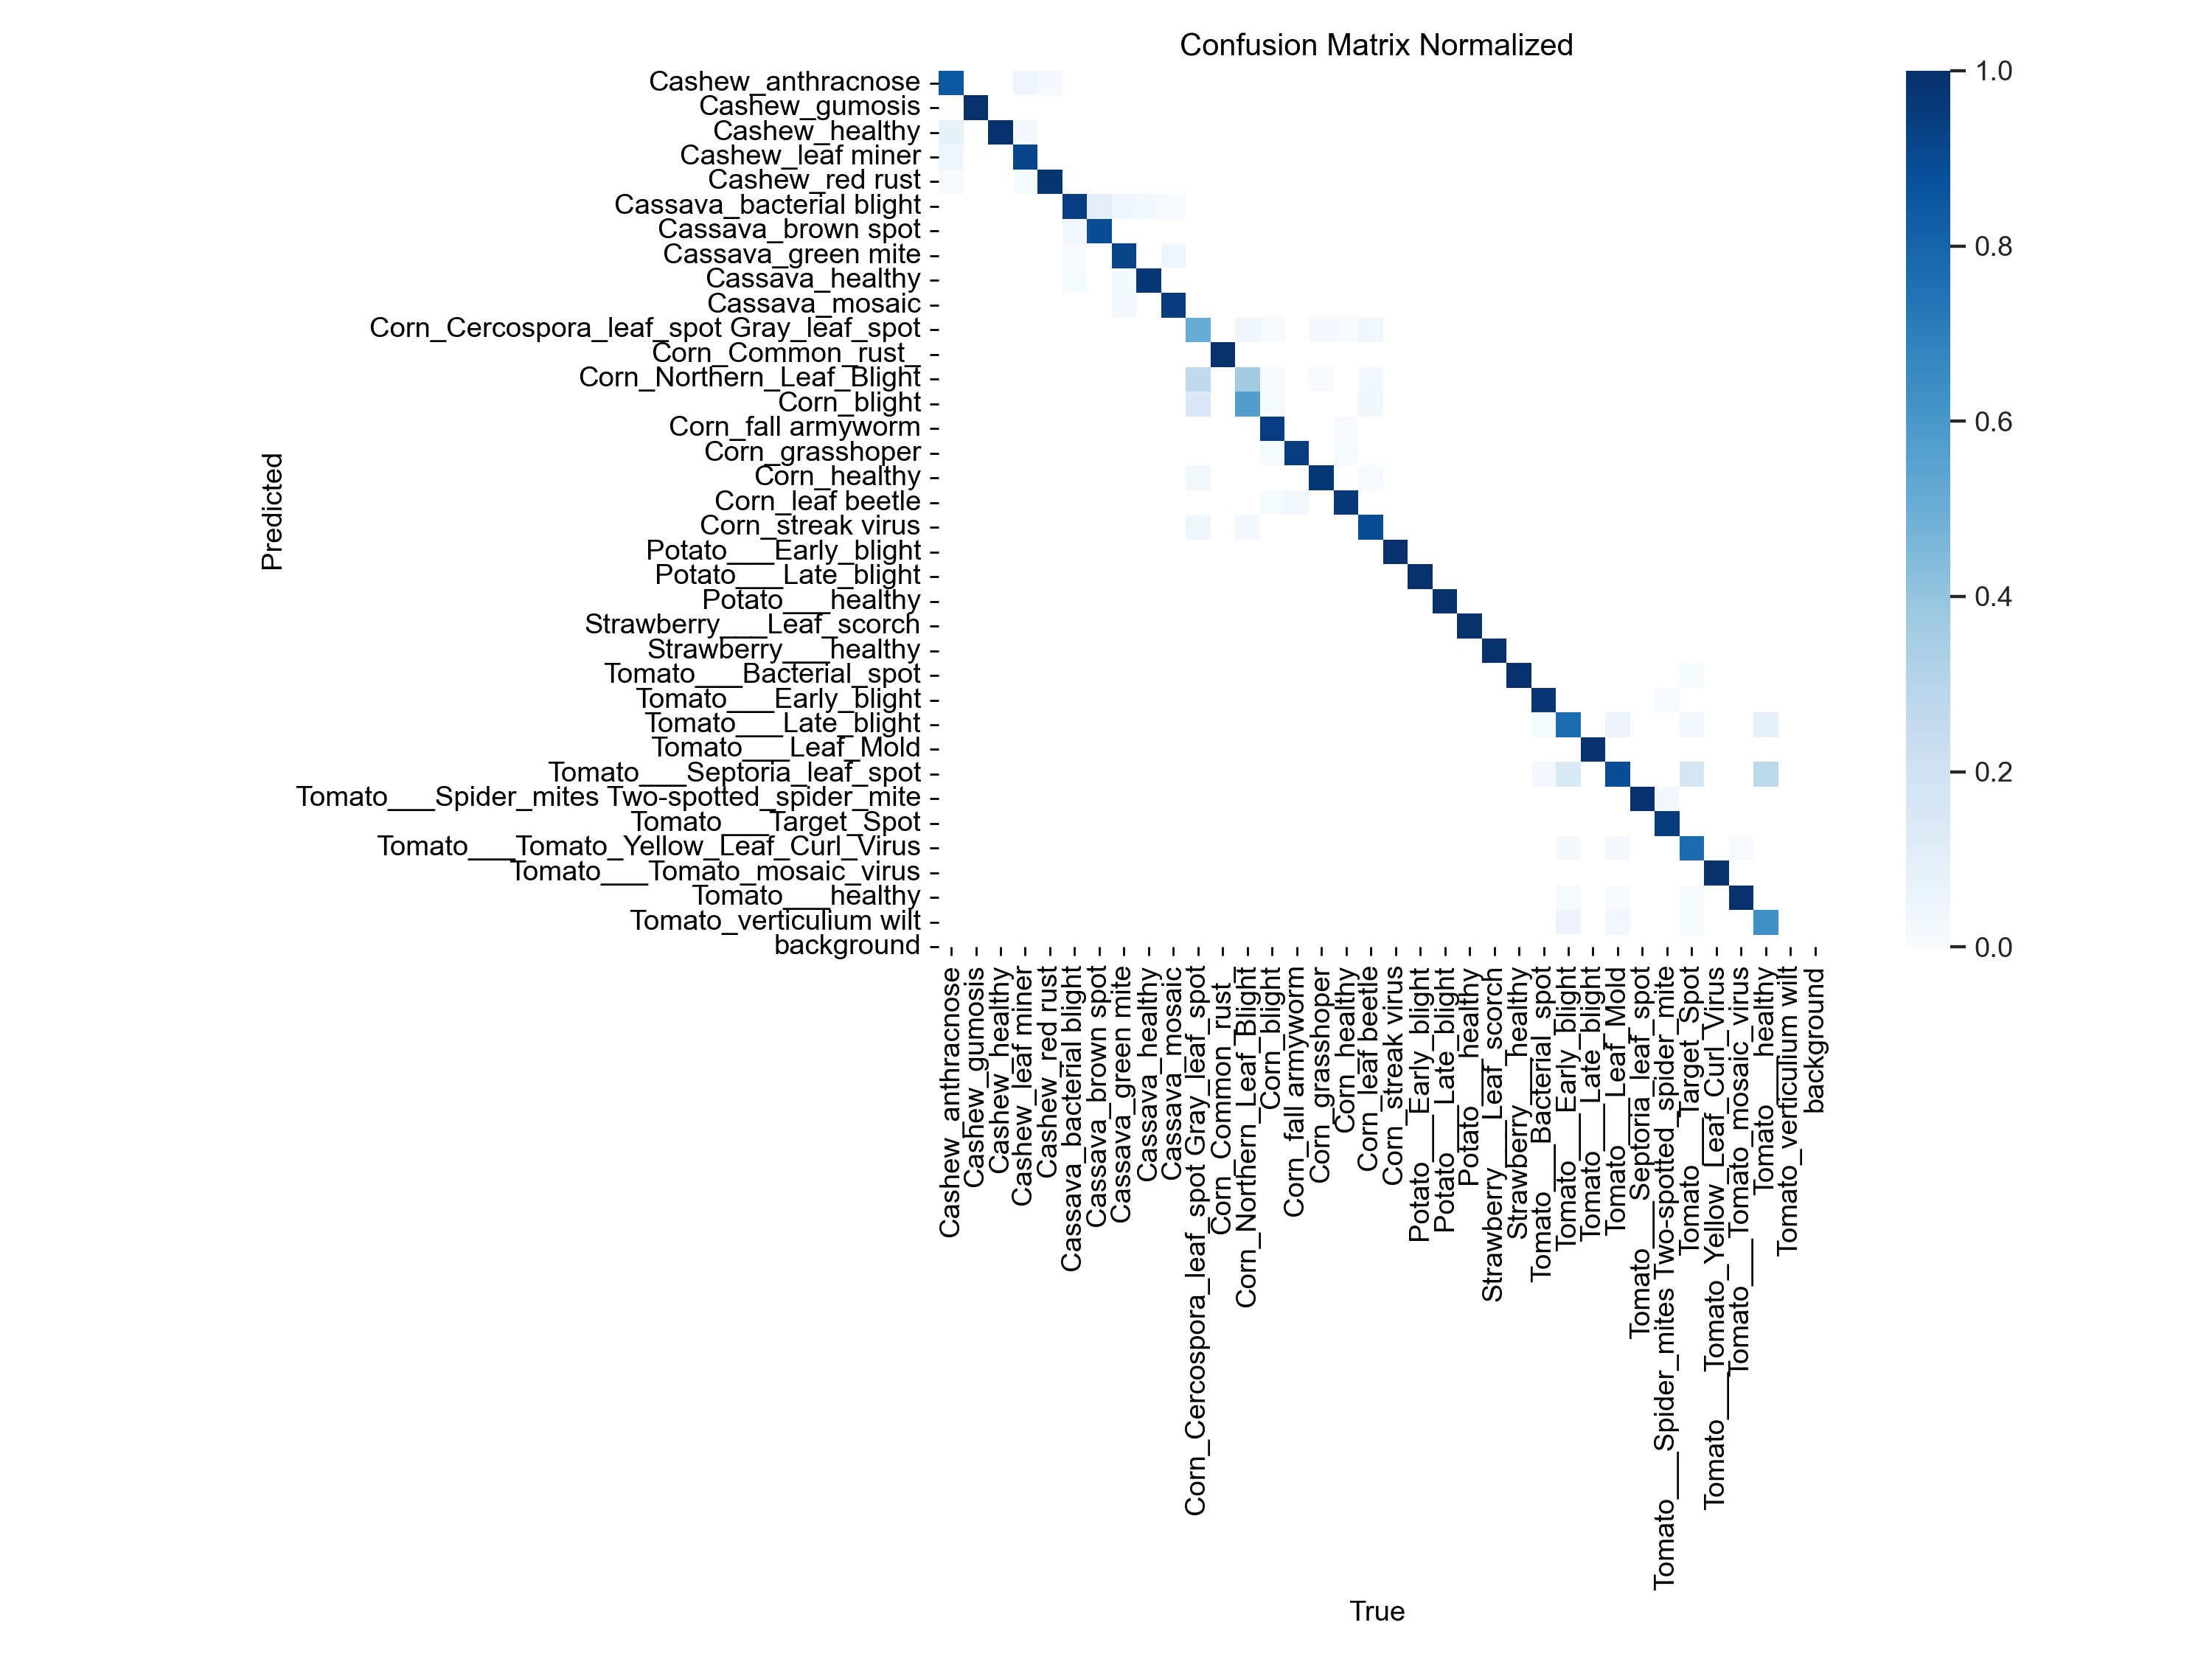 Confusion Matrix Normalized
Cashew_anthracnose
Cashew_gumosis
Cashew_healthy
Cashew_leaf miner
Cashew_red rust
Cassava_bacterial blight
Cassava_brown spot
Cassava_green mite
Cassava_healthy
Cassava_mosaic
Corn_Cercospora_leaf_spot Gray_leaf_spot
Corn_Common_rust_
Corn_Northern_Leaf_Blight
Corn_blight
Corn_fall armyworm
Corn_grasshoper
Corn_healthy
Corn_leaf beetle
Corn_streak virus
Potato___Early_blight
Potato___Late_blight
Potato___healthy
Strawberry___Leaf_scorch
Strawberry___healthy
Tomato___Bacterial_spot
Tomato___Early_blight
Tomato___Late_blight
Tomato___Leaf_Mold
Tomato___Septoria_leaf_spot
Tomato___Spider_mites Two-spotted_spider_mite
Tomato___Target_Spot
Tomato___Tomato_Yellow_Leaf_Curl_Virus
Tomato___Tomato_mosaic_virus
Tomato___healthy
Tomato_verticulium wilt
background
Predicted
Cashew_anthracnose
Cashew_gumosis
Cashew_healthy
Cashew_leaf miner
Cashew_red rust
Cassava_bacterial blight
Cassava_brown spot
Cassava_green mite
Cassava_healthy
Cassava_mosaic
Corn_Cercospora_leaf_spot Gray_leaf_spot
Corn_Common_rust_
Corn_Northern_Leaf_Blight
Corn_blight
Corn_fall armyworm
Corn_grasshoper
Corn_healthy
Corn_leaf beetle
Corn_streak virus
Potato___Early_blight
Potato___Late_blight
Potato___healthy
Strawberry___Leaf_scorch
Strawberry___healthy
Tomato___Bacterial_spot
Tomato___Early_blight
Tomato___Late_blight
Tomato___Leaf_Mold
Tomato___Septoria_leaf_spot
Tomato___Spider_mites Two-spotted_spider_mite
Tomato___Target_Spot
Tomato___Tomato_Yellow_Leaf_Curl_Virus
Tomato___Tomato_mosaic_virus
Tomato___healthy
Tomato_verticulium wilt
background
True
1.0
0.8
0.6
0.4
0.2
0.0